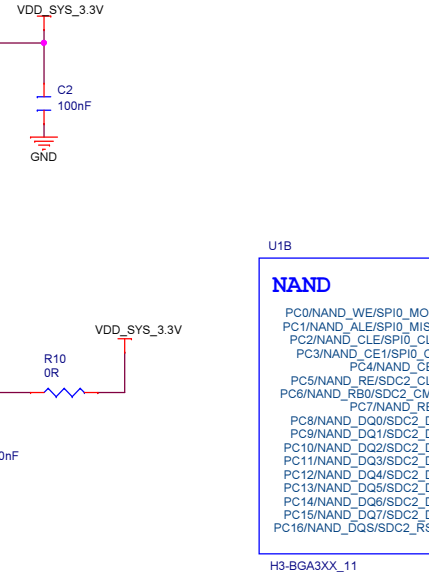 VDD_SYS_3.3V
C2
100nF
GND
U1B
NAND
PC0/NAND_WE/SPI0_MO
PC1/NAND_ALE/SPI0_MIS
PC2/NAND_CLE/SPI0_CL
PC3/NAND_CE1/SPI0_C
PC4/NAND_CE
PC5/NAND_RE/SDC2_CL
PC6/NAND_RB0/SDC2_CM
PC7/NAND_RB
PC8/NAND_DQ0/SDC2_D
PC9/NAND_DQ1/SDC2_D
PC10/NAND_DQ2/SDC2_D
PC11/NAND_DQ3/SDC2_D
PC12/NAND_DQ4/SDC2_D
PC13/NAND_DQ5/SDC2_D
PC14/NAND_DQ6/SDC2_D
PC15/NAND_DQ7/SDC2_D
PC16/NAND_DQS/SDC2_RS
H3-BGA3XX_11
VDD_SYS_3.3V
R10
0R
0nF